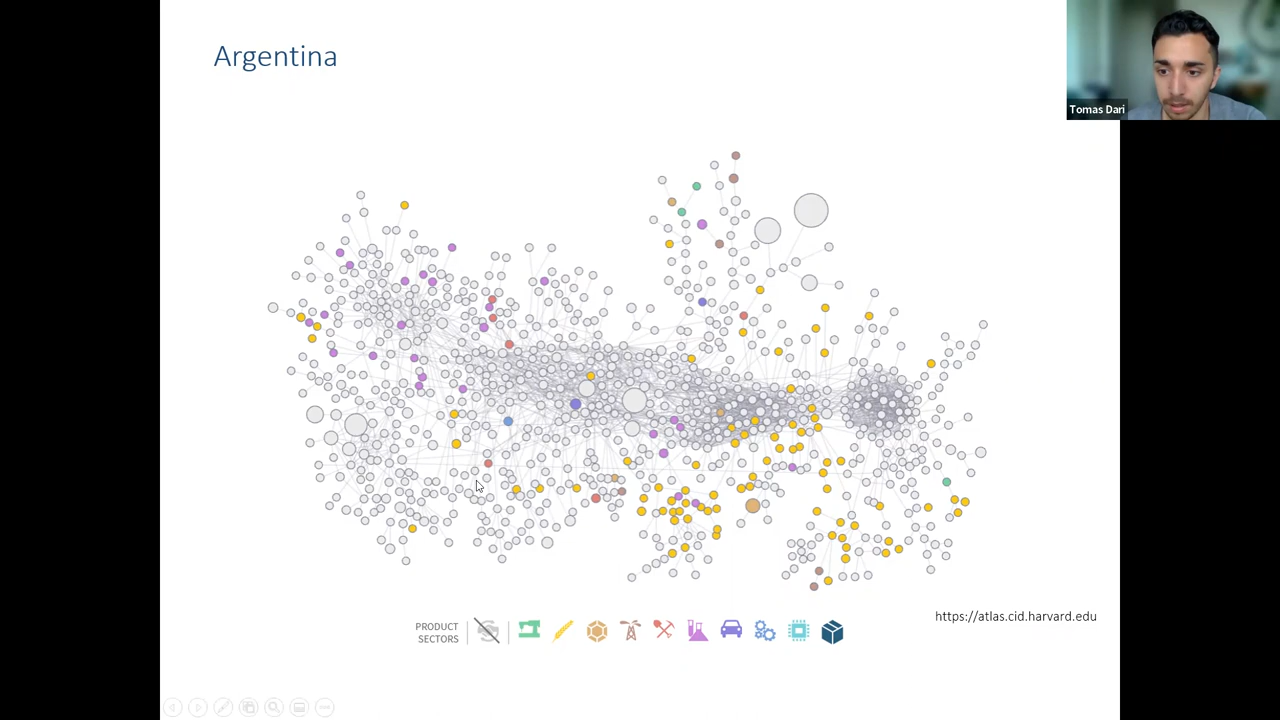 Argentina
Tomas Dari
PRODUCT
SECTORS
https://atlas.cid.harvard.edu